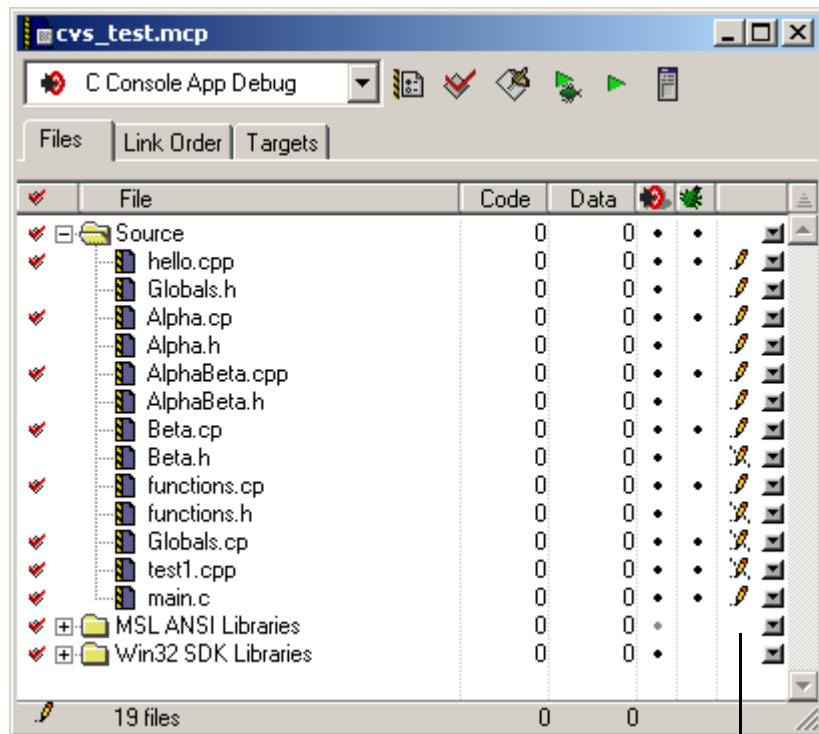 cvs_test.mcp
C Console App Debug
Files Link Order Targets
File Code Data
Source 0 0
hello.cpp 0 0
Globals.h 0 0
Alpha.cp 0 0
Alpha.h 0 0
AlphaBeta.cpp 0 0
AlphaBeta.h 0 0
Beta.cp 0 0
Beta.h 0 0
functions.cp 0 0
functions.h 0 0
Globals.cp 0 0
test1.cpp 0 0
main.c 0 0
MSL ANSI Libraries 0 0
Win32 SDK Libraries 0 0
19 files 0 0